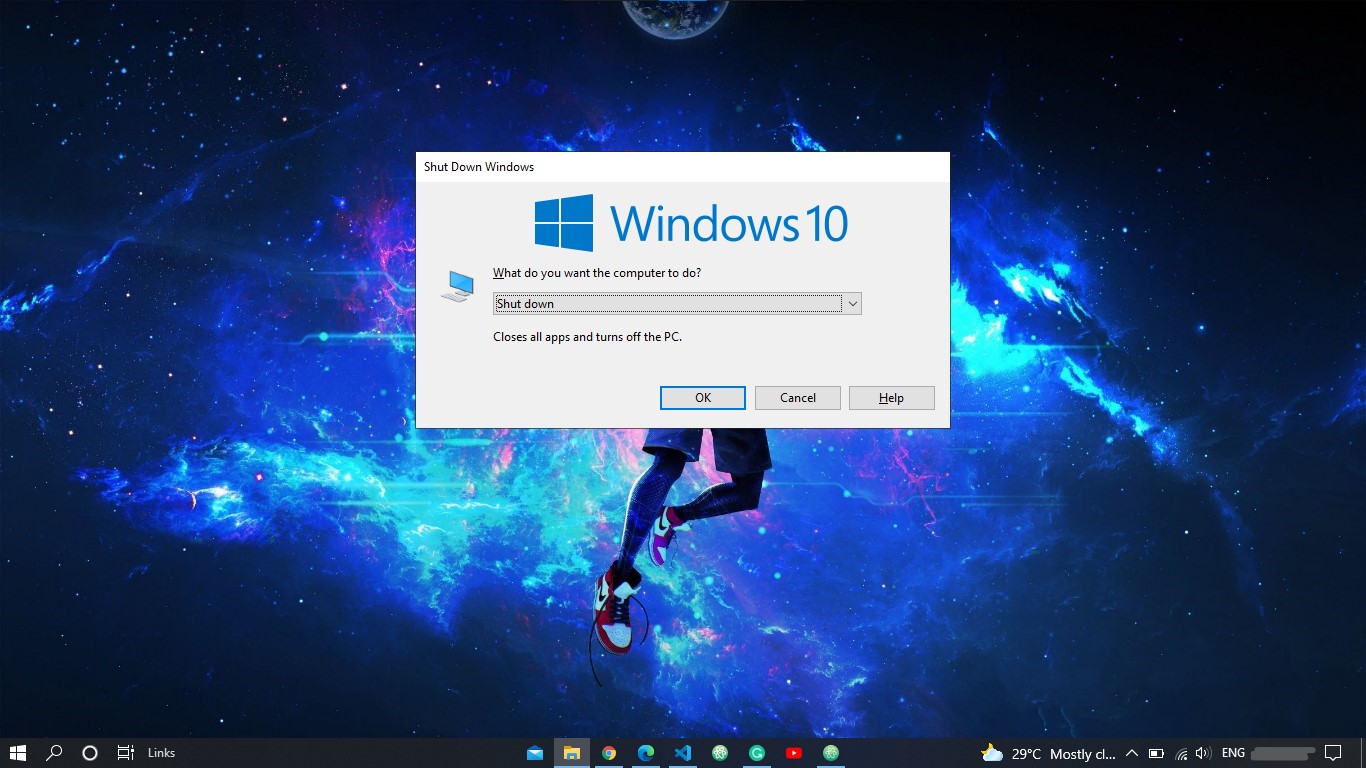 Shut Down Windows
Windows 10
What do you want the computer to do?
Shut down
Closes all apps and turns off the PC.
OK Cancel Help
Links 29°C Mostly cl... ENG